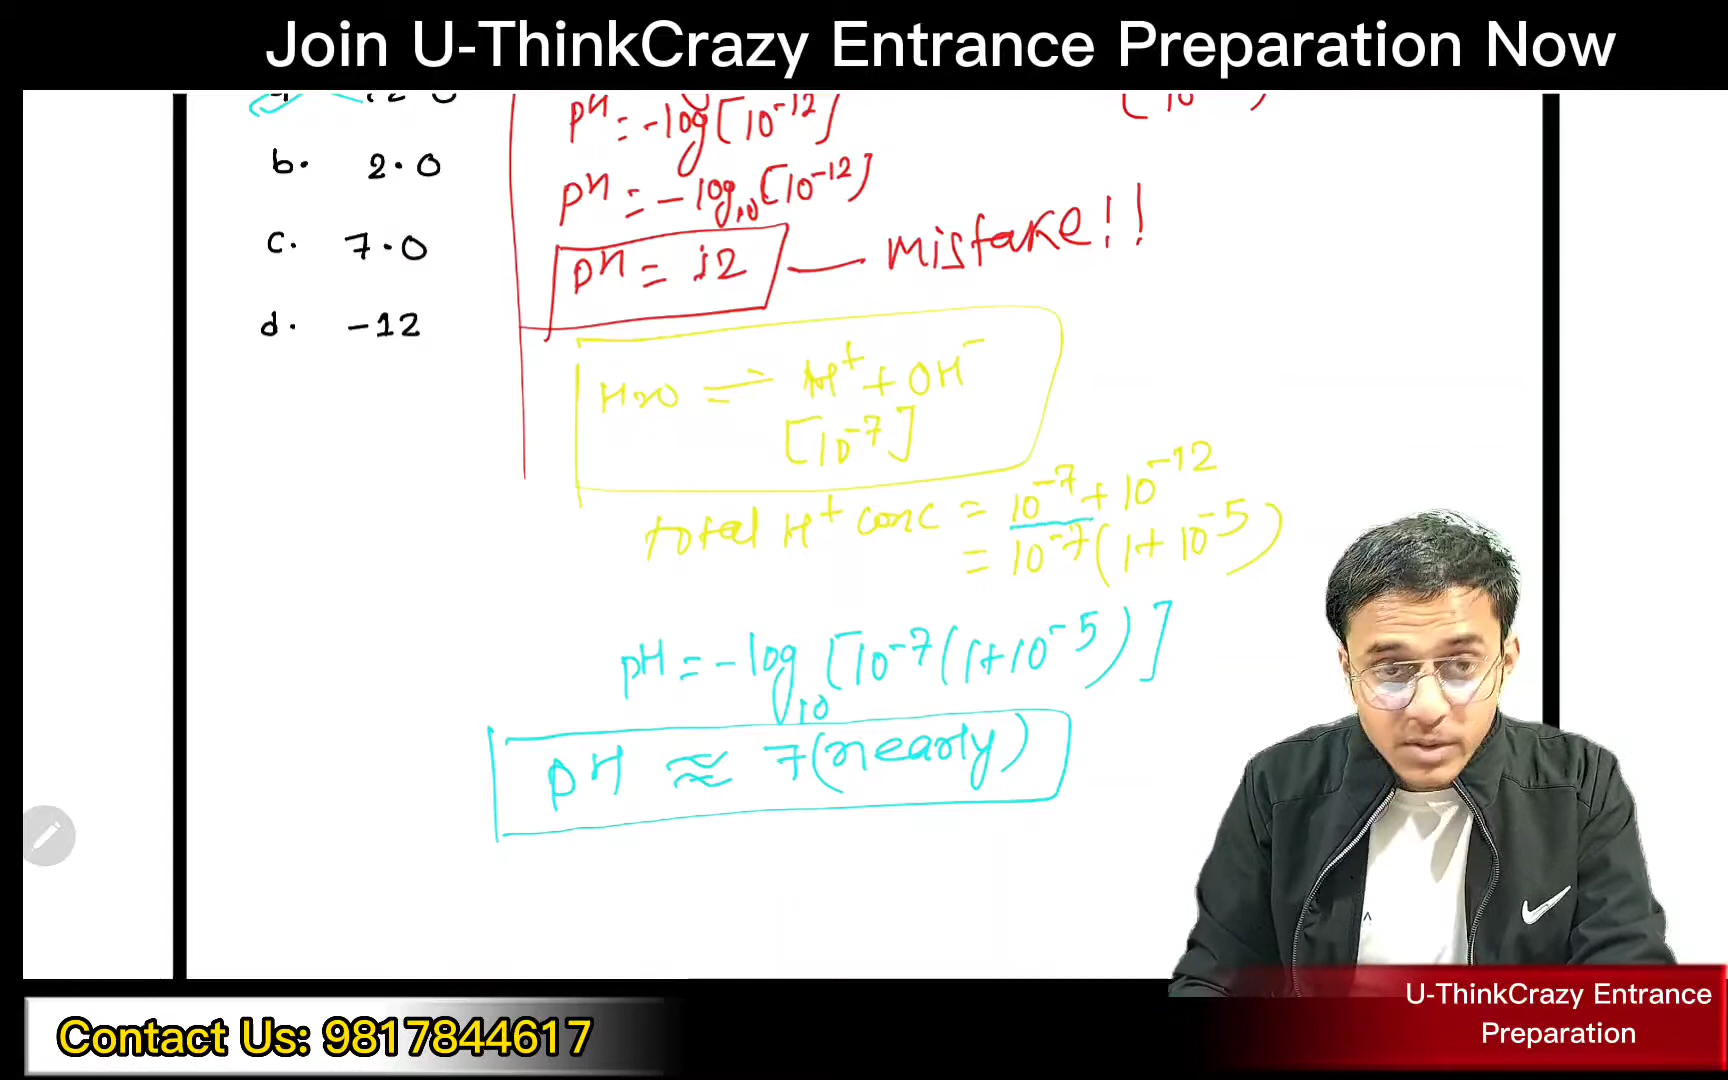 Join U-ThinkCrazy Entrance Preparation Now
pH = -log[10⁻¹²]
b. 2.0
pH = -log₁₀[10⁻¹²]
c. 7.0
pH = 12 — mistake!!
d. -12
H₂O ⇌ H⁺ + OH⁻
[10⁻⁷]
total H⁺ conc = 10⁻⁷ + 10⁻¹²
= 10⁻⁷(1+10⁻⁵)
pH = -log₁₀[10⁻⁷(1+10⁻⁵)]
pH ≈ 7(nearly)
U-ThinkCrazy Entrance
Preparation
Contact Us: 9817844617